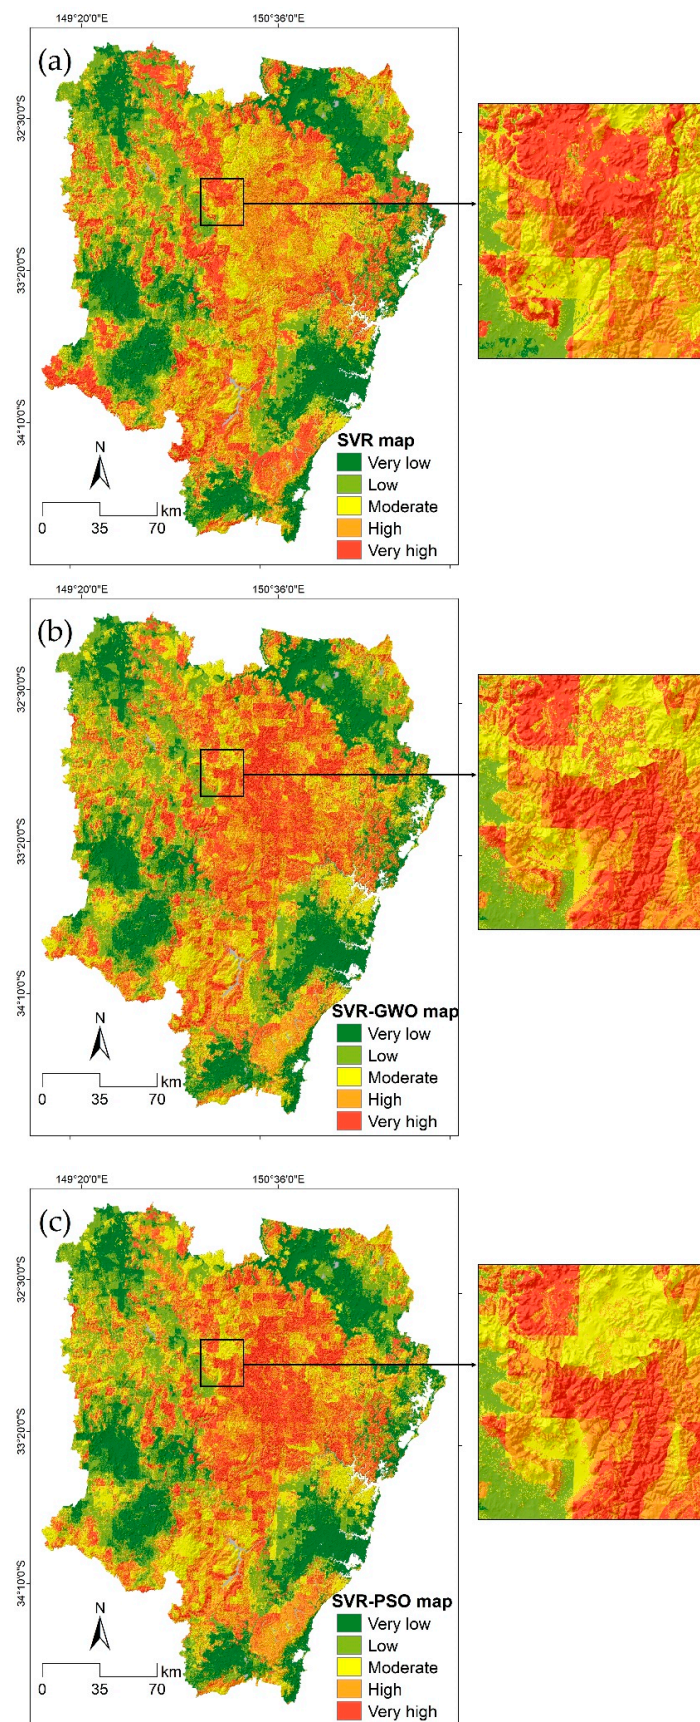 149°20'0"E 150°36'0"E
(a)
32°30'0"S
33°20'0"S
34°10'0"S
N
0 35 70 km
SVR map
Very low
Low
Moderate
High
Very high
149°20'0"E 150°36'0"E
(b)
32°30'0"S
33°20'0"S
34°10'0"S
N
0 35 70 km
SVR-GWO map
Very low
Low
Moderate
High
Very high
149°20'0"E 150°36'0"E
(c)
32°30'0"S
33°20'0"S
34°10'0"S
N
0 35 70 km
SVR-PSO map
Very low
Low
Moderate
High
Very high